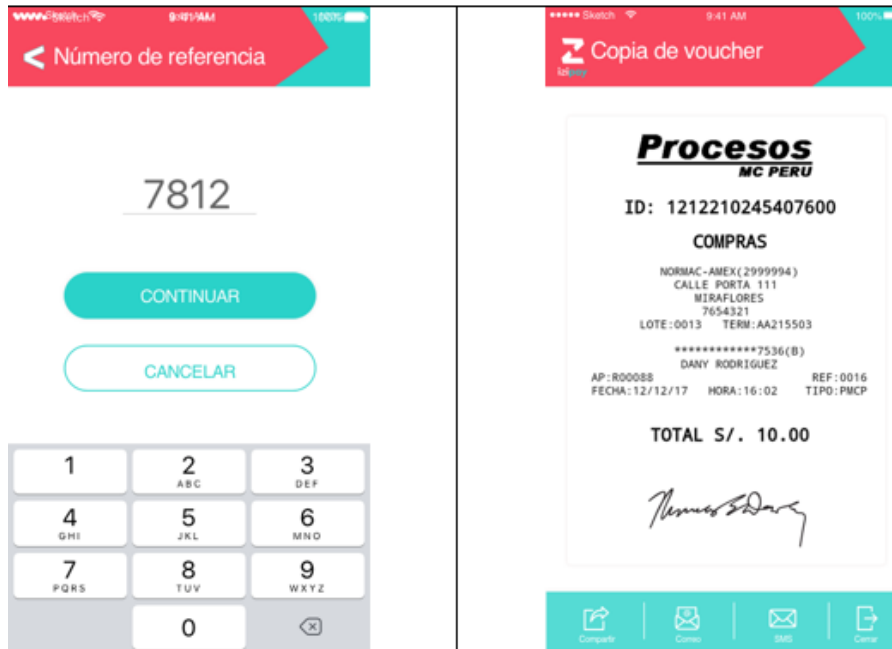 9:41 AM
100%
Número de referencia
7812
CONTINUAR
CANCELAR
1
2
ABC
3
DEF
4
GHI
5
JKL
6
MNO
7
PQRS
8
TUV
9
WXYZ
0
Sketch
9:41 AM
100%
Copia de voucher
izipay
Procesos
MC PERU
ID: 1212210245407600
COMPRAS
NORMAC-AMEX(2999994)
CALLE PORTA 111
MIRAFLORES
7654321
LOTE:0013 TERM:AA215503
************7536(B)
DANY RODRIGUEZ
AP:R00088 REF:0016
FECHA:12/12/17 HORA:16:02 TIPO:PMCP
TOTAL S/. 10.00
Compartir
Correo
SMS
Cerrar